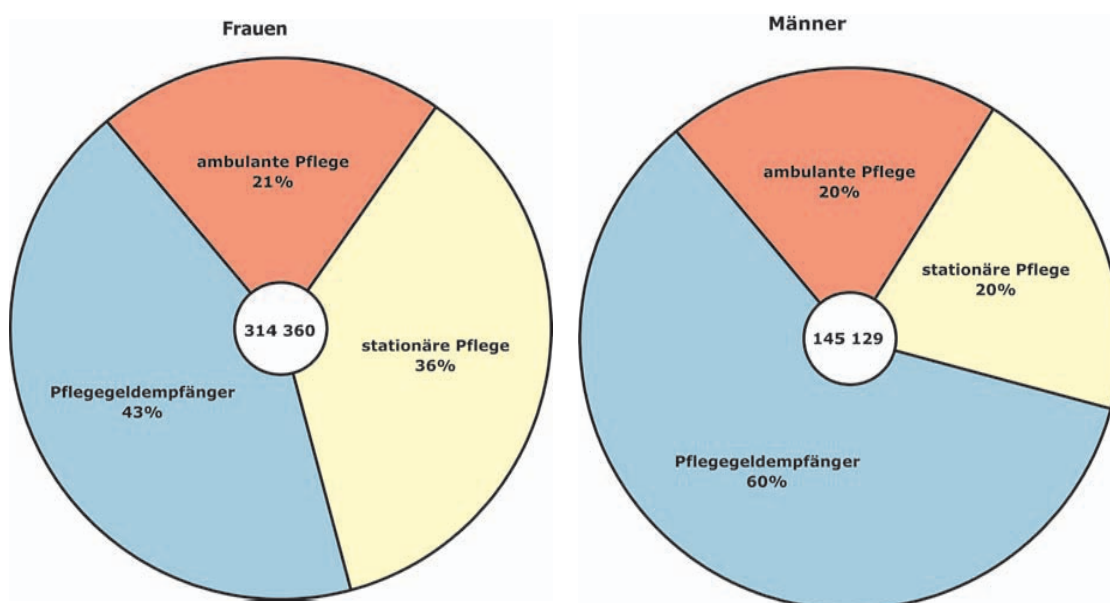 Frauen
ambulante Pflege
21%
314 360
stationäre Pflege
36%
Pflegegeldempfänger
43%
Männer
ambulante Pflege
20%
stationäre Pflege
20%
145 129
Pflegegeldempfänger
60%